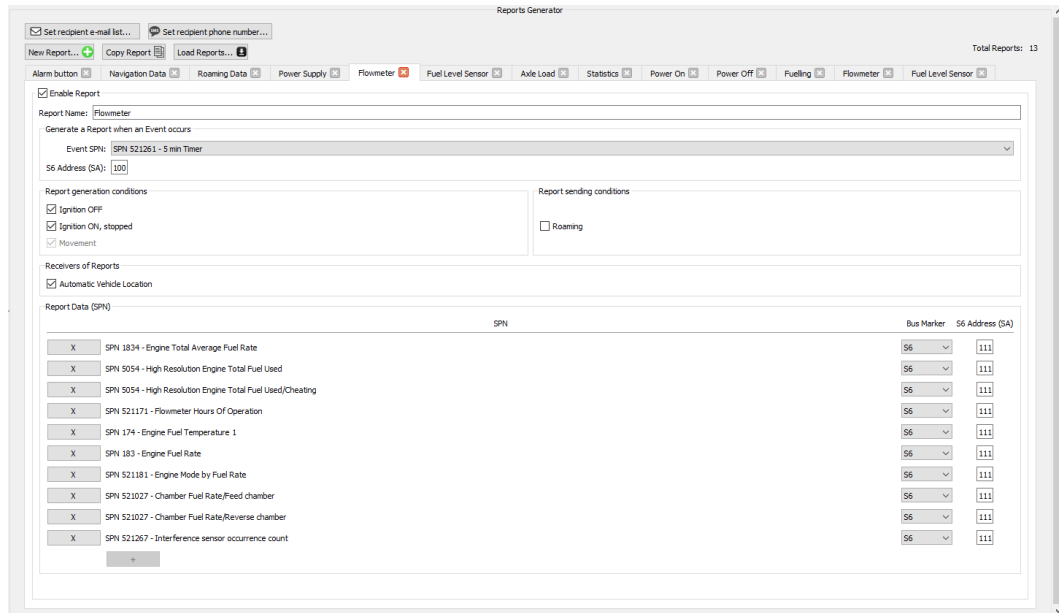 Reports Generator
Set recipient e-mail list... Set recipient phone number...
New Report... Copy Report Load Reports... Total Reports: 13
Alarm button Navigation Data Roaming Data Power Supply Flowmeter Fuel Level Sensor Axle Load Statistics Power On Power Off Fuelling Flowmeter Fuel Level Sensor
Enable Report
Report Name: Flowmeter
Generate a Report when an Event occurs
Event SPN: SPN 521261 - 5 min Timer
S6 Address (SA): 100
Report generation conditions Report sending conditions
Ignition OFF
Ignition ON, stopped Roaming
Movement
Receivers of Reports
Automatic Vehicle Location
Report Data (SPN)
SPN Bus Marker S6 Address (SA)
X SPN 1834 - Engine Total Average Fuel Rate S6 111
X SPN 5054 - High Resolution Engine Total Fuel Used S6 111
X SPN 5054 - High Resolution Engine Total Fuel Used/Cheating S6 111
X SPN 521171 - Flowmeter Hours Of Operation S6 111
X SPN 174 - Engine Fuel Temperature 1 S6 111
X SPN 183 - Engine Fuel Rate S6 111
X SPN 521181 - Engine Mode by Fuel Rate S6 111
X SPN 521027 - Chamber Fuel Rate/Feed chamber S6 111
X SPN 521027 - Chamber Fuel Rate/Reverse chamber S6 111
X SPN 521267 - Interference sensor occurrence count S6 111
+